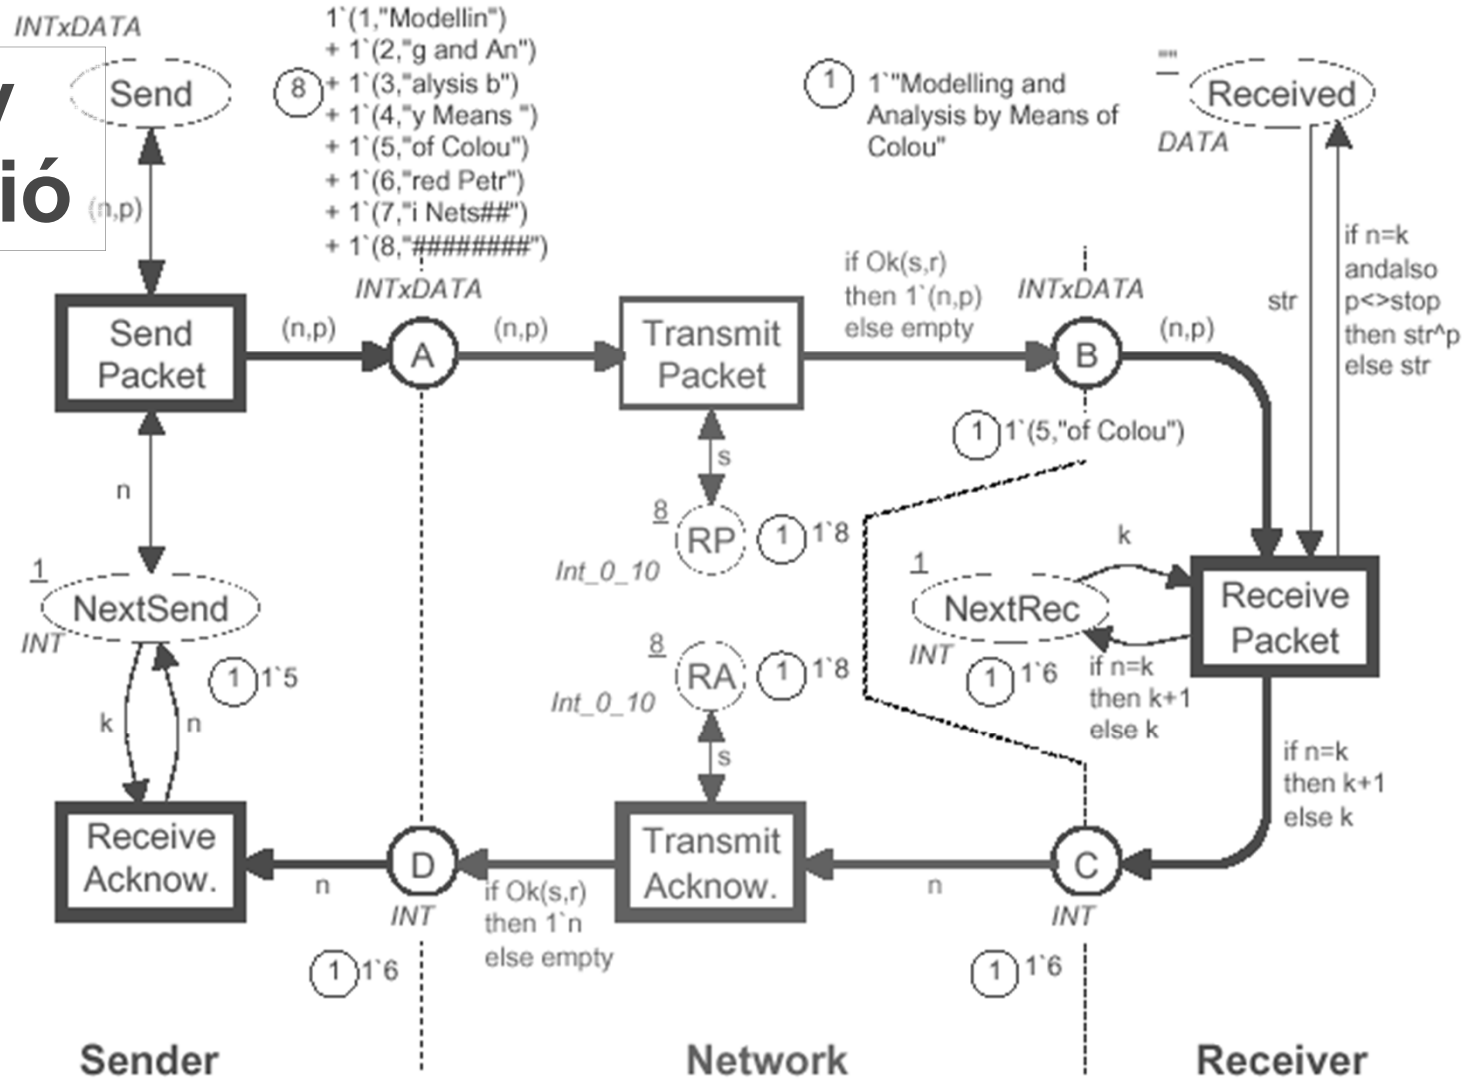 INTxDATA
Send
y
ió
(n,p)
8
1`(1,"Modellin")
+ 1`(2,"g and An")
+ 1`(3,"alysis b")
+ 1`(4,"y Means ")
+ 1`(5,"of Colou")
+ 1`(6,"red Petr")
+ 1`(7,"i Nets##")
+ 1`(8,"########")
1
1`"Modelling and
Analysis by Means of
Colou"
""
Received
DATA
Send
Packet
(n,p)
INTxDATA
A
(n,p)
Transmit
Packet
if Ok(s,r)
then 1`(n,p)
else empty
INTxDATA
B
(n,p)
str
if n=k
andalso
p<>stop
then str^p
else str
1
1`(5,"of Colou")
n
s
8
RP
1
1`8
Int_0_10
1
NextSend
INT
1
1`5
8
RA
1
1`8
Int_0_10
s
1
NextRec
INT
1
1`6
k
if n=k
then k+1
else k
Receive
Packet
if n=k
then k+1
else k
k
n
Receive
Acknow.
n
D
INT
1
1`6
if Ok(s,r)
then 1`n
else empty
Transmit
Acknow.
n
C
INT
1
1`6
Sender
Network
Receiver